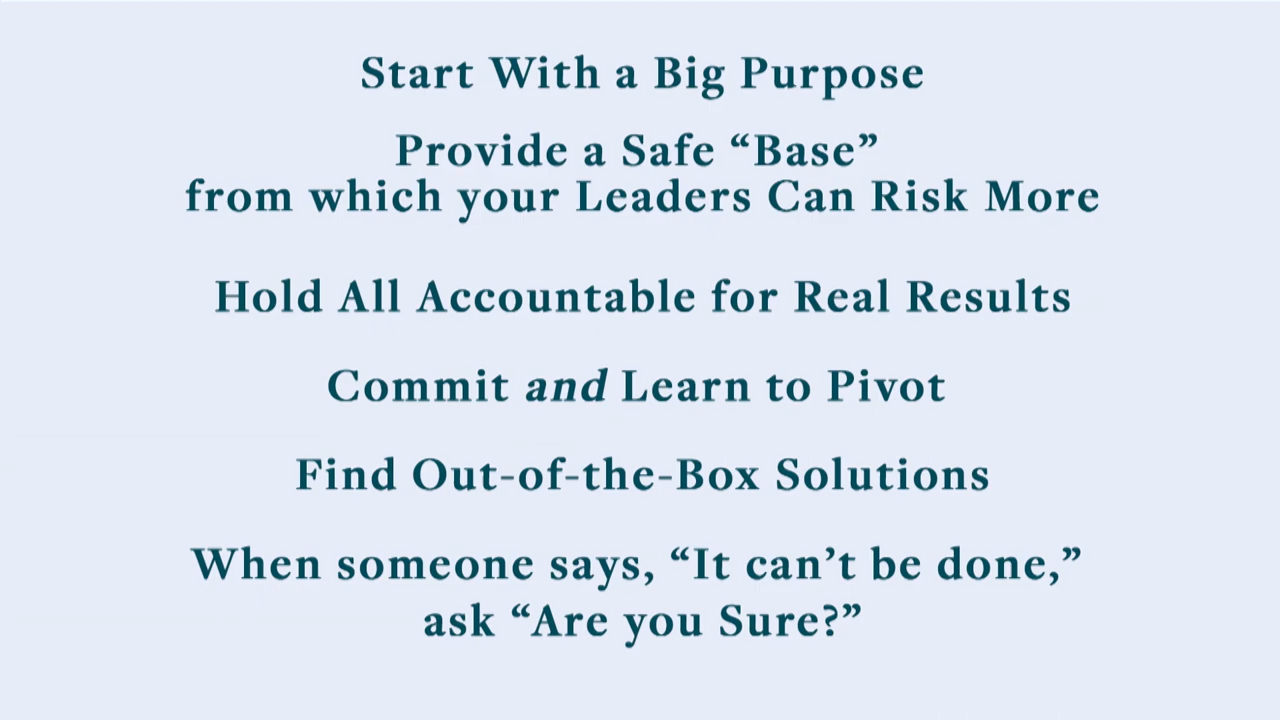 Start With a Big Purpose
Provide a Safe “Base”
from which your Leaders Can Risk More
Hold All Accountable for Real Results
Commit and Learn to Pivot
Find Out-of-the-Box Solutions
When someone says, “It can’t be done,”
ask “Are you Sure?”